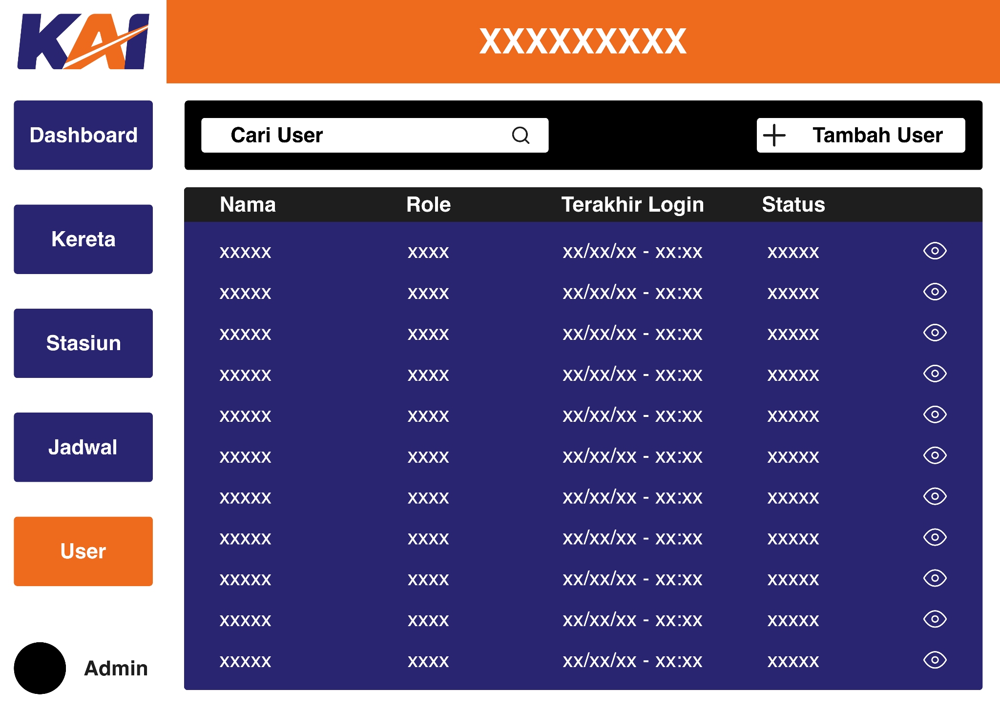 KAI
XXXXXXXXX
Dashboard
Kereta
Stasiun
Jadwal
User
Admin
Cari User
Tambah User
Nama Role Terakhir Login Status
xxxxx xxxx xx/xx/xx - xx:xx xxxxx
xxxxx xxxx xx/xx/xx - xx:xx xxxxx
xxxxx xxxx xx/xx/xx - xx:xx xxxxx
xxxxx xxxx xx/xx/xx - xx:xx xxxxx
xxxxx xxxx xx/xx/xx - xx:xx xxxxx
xxxxx xxxx xx/xx/xx - xx:xx xxxxx
xxxxx xxxx xx/xx/xx - xx:xx xxxxx
xxxxx xxxx xx/xx/xx - xx:xx xxxxx
xxxxx xxxx xx/xx/xx - xx:xx xxxxx
xxxxx xxxx xx/xx/xx - xx:xx xxxxx
xxxxx xxxx xx/xx/xx - xx:xx xxxxx